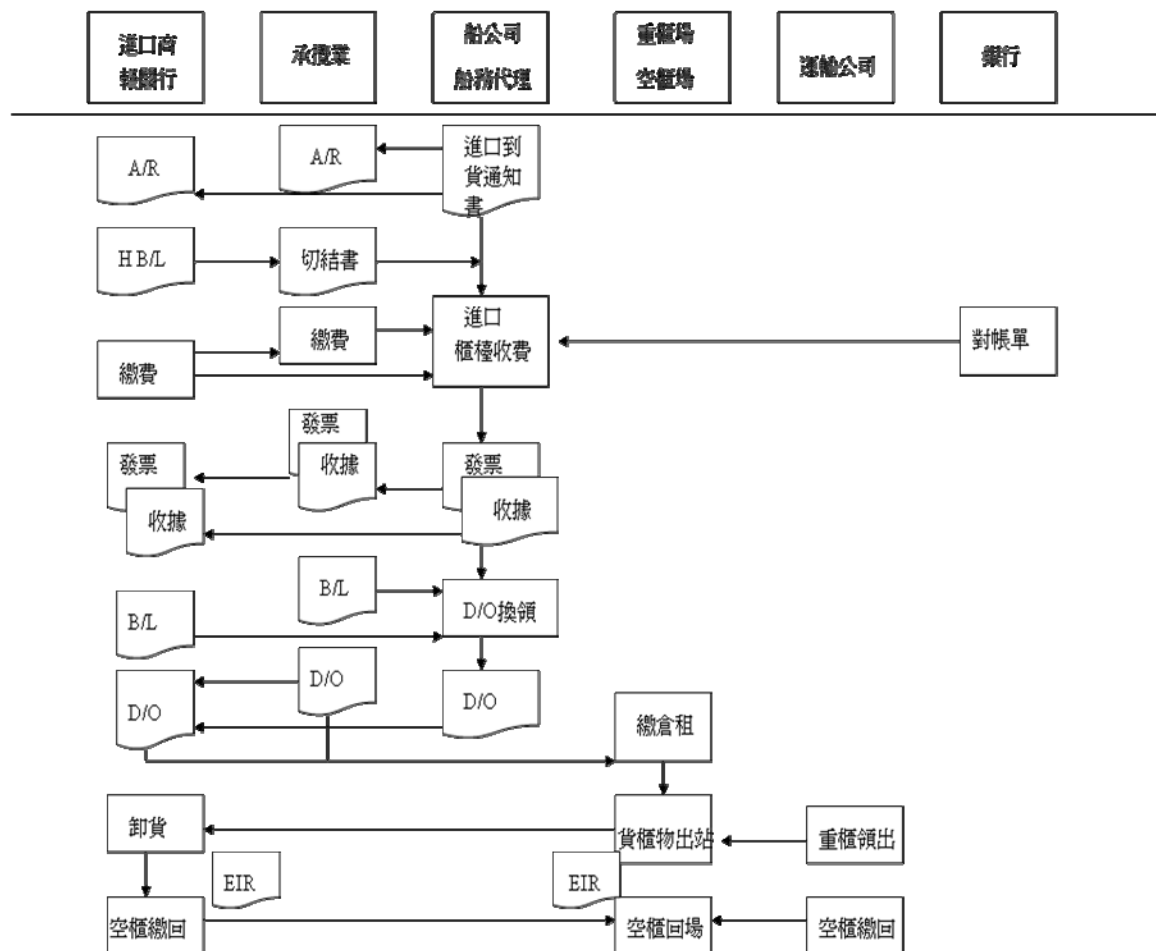 進口商
報關行
承攬業
船公司
船務代理
重櫃場
空櫃場
運輸公司
銀行
A/R
A/R
進口到
貨通知
書
H B/L
切結書
繳費
繳費
進口
櫃檯收費
對帳單
發票
收據
發票
收據
發票
收據
B/L
B/L
D/O換領
D/O
D/O
D/O
繳倉租
卸貨
貨櫃物出站
重櫃領出
EIR
EIR
空櫃繳回
空櫃回場
空櫃繳回